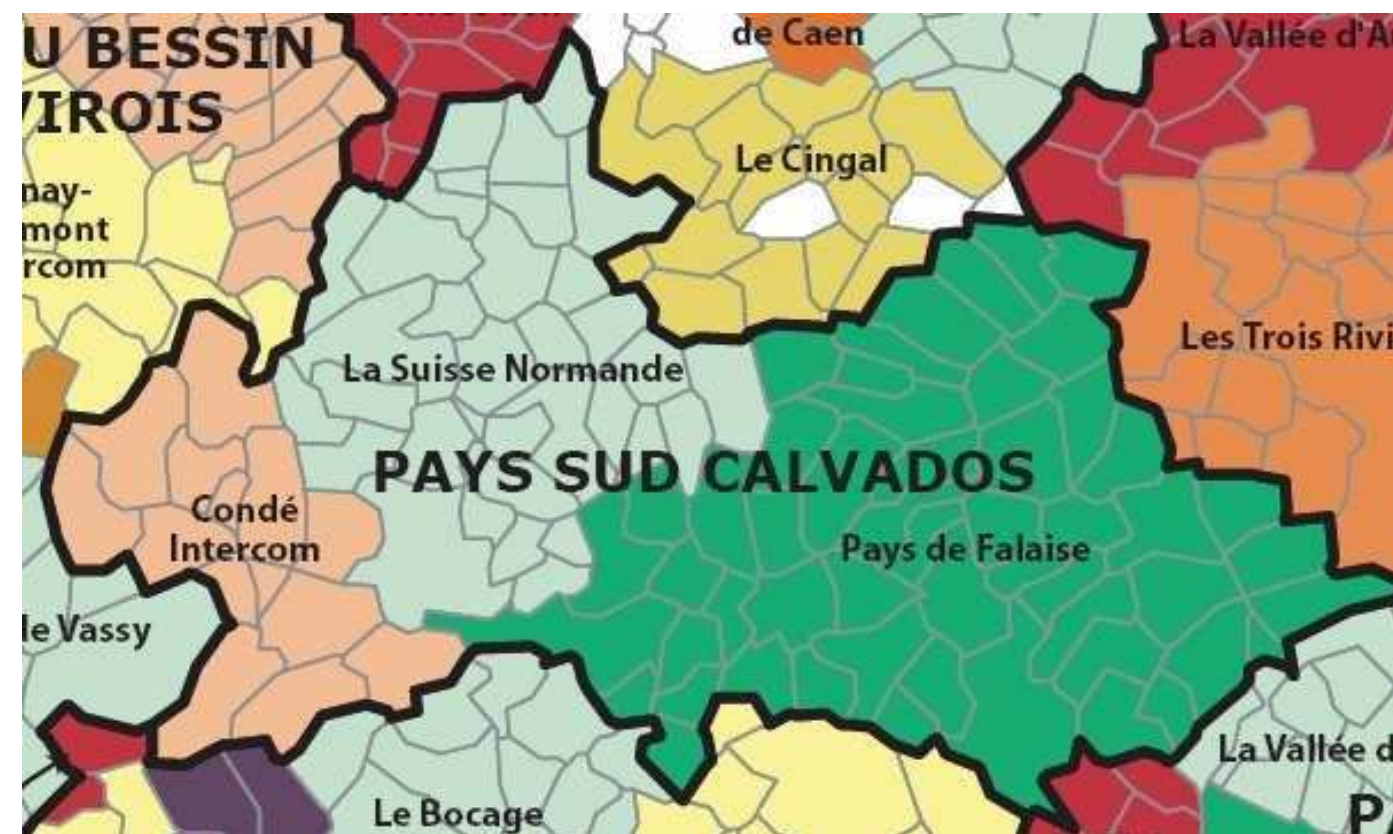 de Caen
La Vallée d'A
U BESSIN
VIROIS
Le Cingal
nay-
mont
rcom
Les Trois Rivi
La Suisse Normande
PAYS SUD CALVADOS
Condé
Intercom
Pays de Falaise
le Vassy
La Vallée d
Le Bocage
P